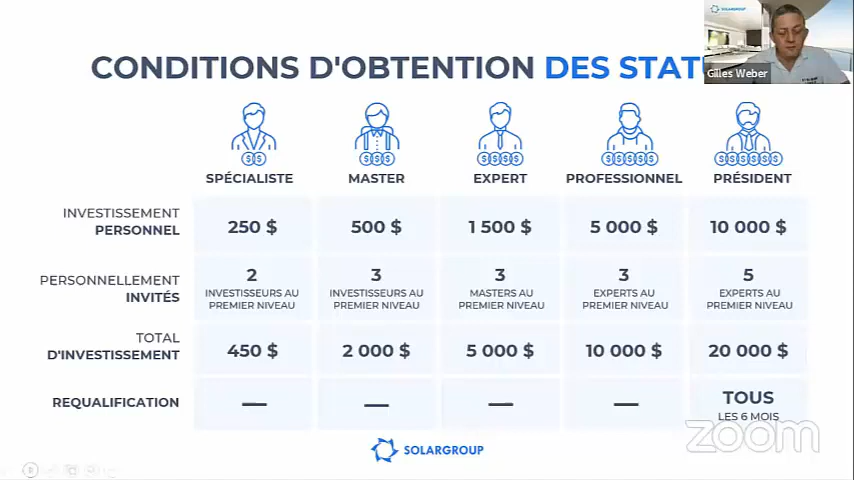 SOLARGROUP
CONDITIONS D'OBTENTION DES STAT
Gilles Weber
SPÉCIALISTE
MASTER
EXPERT
PROFESSIONNEL
PRÉSIDENT
INVESTISSEMENT
PERSONNEL
250 $
500 $
1 500 $
5 000 $
10 000 $
PERSONNELLEMENT
INVITÉS
2
INVESTISSEURS AU
PREMIER NIVEAU
3
INVESTISSEURS AU
PREMIER NIVEAU
3
MASTERS AU
PREMIER NIVEAU
3
EXPERTS AU
PREMIER NIVEAU
5
EXPERTS AU
PREMIER NIVEAU
TOTAL
D'INVESTISSEMENT
450 $
2 000 $
5 000 $
10 000 $
20 000 $
REQUALIFICATION
—
—
—
—
TOUS
LES 6 MOIS
zoom
SOLARGROUP